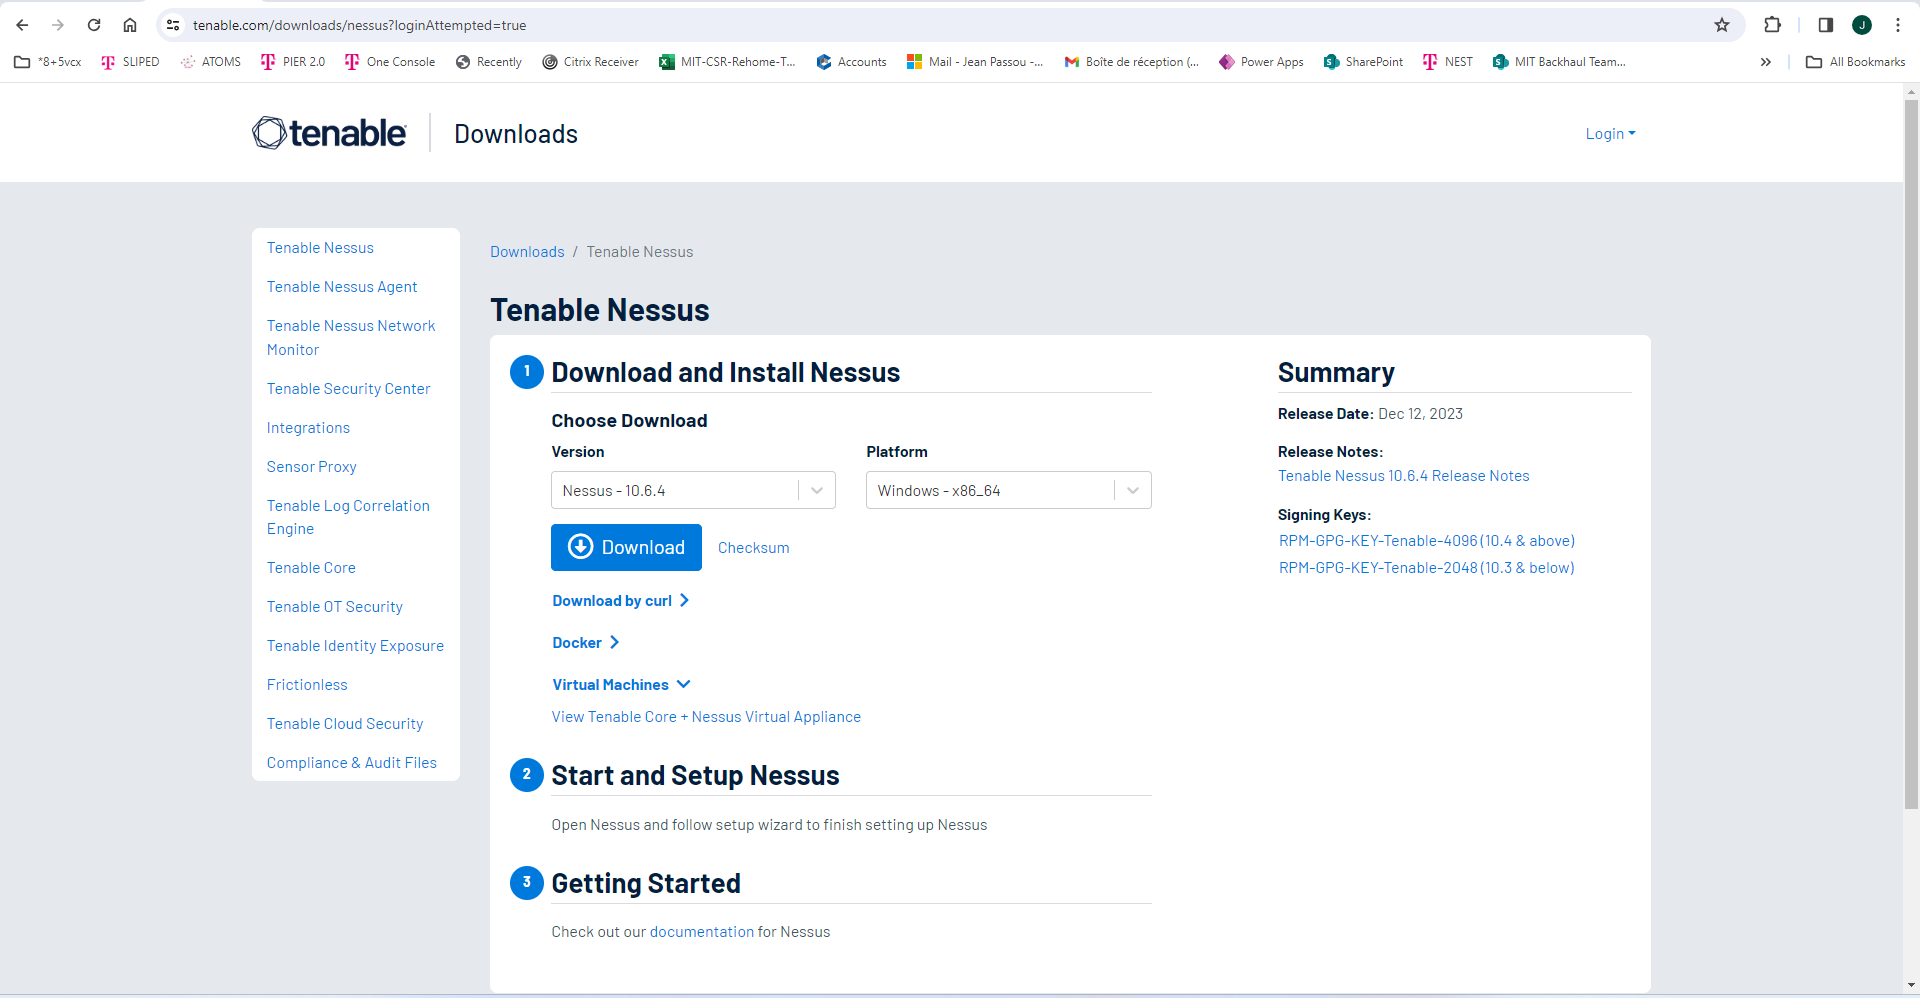 tenable.com/downloads/nessus?loginAttempted=true
J
*8+5vcx
SLIPED
ATOMS
PIER 2.0
One Console
Recently
Citrix Receiver
MIT-CSR-Rehome-T...
Accounts
Mail - Jean Passou -...
Boîte de réception (...
Power Apps
SharePoint
NEST
MIT Backhaul Team...
All Bookmarks
tenable
Downloads
Login
Tenable Nessus
Tenable Nessus Agent
Tenable Nessus Network
Monitor
Tenable Security Center
Integrations
Sensor Proxy
Tenable Log Correlation
Engine
Tenable Core
Tenable OT Security
Tenable Identity Exposure
Frictionless
Tenable Cloud Security
Compliance & Audit Files
Downloads / Tenable Nessus
Tenable Nessus
1 Download and Install Nessus
Choose Download
Version
Platform
Nessus - 10.6.4
Windows - x86_64
Download
Checksum
Download by curl
Docker
Virtual Machines
View Tenable Core + Nessus Virtual Appliance
2 Start and Setup Nessus
Open Nessus and follow setup wizard to finish setting up Nessus
3 Getting Started
Check out our documentation for Nessus
Summary
Release Date: Dec 12, 2023
Release Notes:
Tenable Nessus 10.6.4 Release Notes
Signing Keys:
RPM-GPG-KEY-Tenable-4096 (10.4 & above)
RPM-GPG-KEY-Tenable-2048 (10.3 & below)